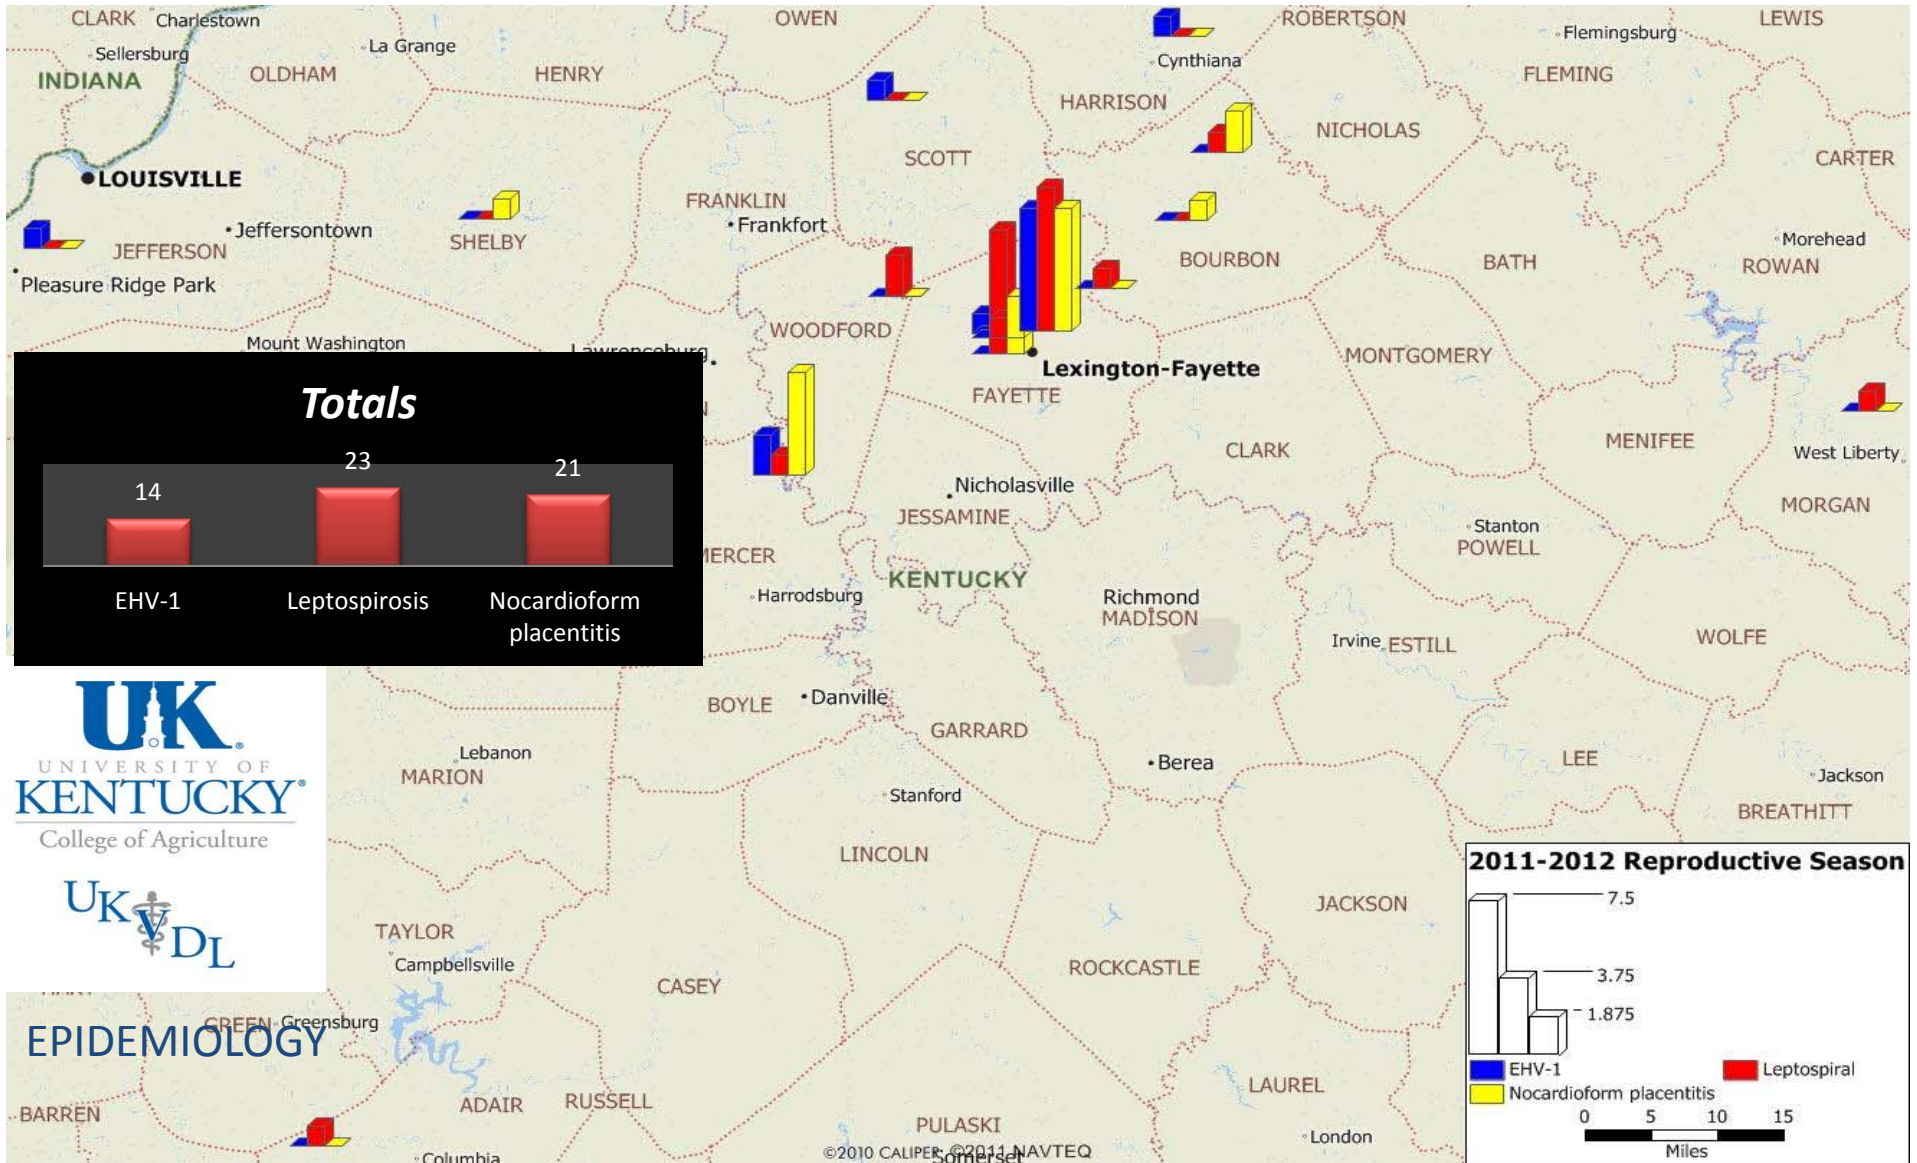 CLARK
Charlestown
OWEN
ROBERTSON
LEWIS
Sellersburg
La Grange
Flemingsburg
INDIANA
OLDHAM
HENRY
Cynthiana
FLEMING
HARRISON
NICHOLAS
SCOTT
CARTER
LOUISVILLE
FRANKLIN
Frankfort
Jeffersontown
SHELBY
JEFFERSON
BOURBON
BATH
Morehead
ROWAN
Pleasure Ridge Park
WOODFORD
Mount Washington
Lawrenceburg
MONTGOMERY
Lexington-Fayette
FAYETTE
Totals
14
23
21
EHV-1
Leptospirosis
Nocardioform
placentitis
CLARK
MENIFEE
West Liberty
Nicholasville
JESSAMINE
MORGAN
Stanton
POWELL
MERCER
KENTUCKY
Harrodsburg
Richmond
MADISON
Irvine
ESTILL
WOLFE
UK
UNIVERSITY OF
KENTUCKY®
College of Agriculture
UKVDL
BOYLE
Danville
GARRARD
Lebanon
MARION
Berea
LEE
Stanford
Jackson
BREATHITT
LINCOLN
JACKSON
TAYLOR
Campbellsville
CASEY
ROCKCASTLE
GREEN
Greensburg
EPIDEMIOLOGY
BARREN
ADAIR
RUSSELL
LAUREL
PULASKI
London
Columbia
Somerset
©2010 CALIPER; ©2011 NAVTEQ
2011-2012 Reproductive Season
7.5
3.75
1.875
EHV-1
Leptospiral
Nocardioform placentitis
0 5 10 15
Miles